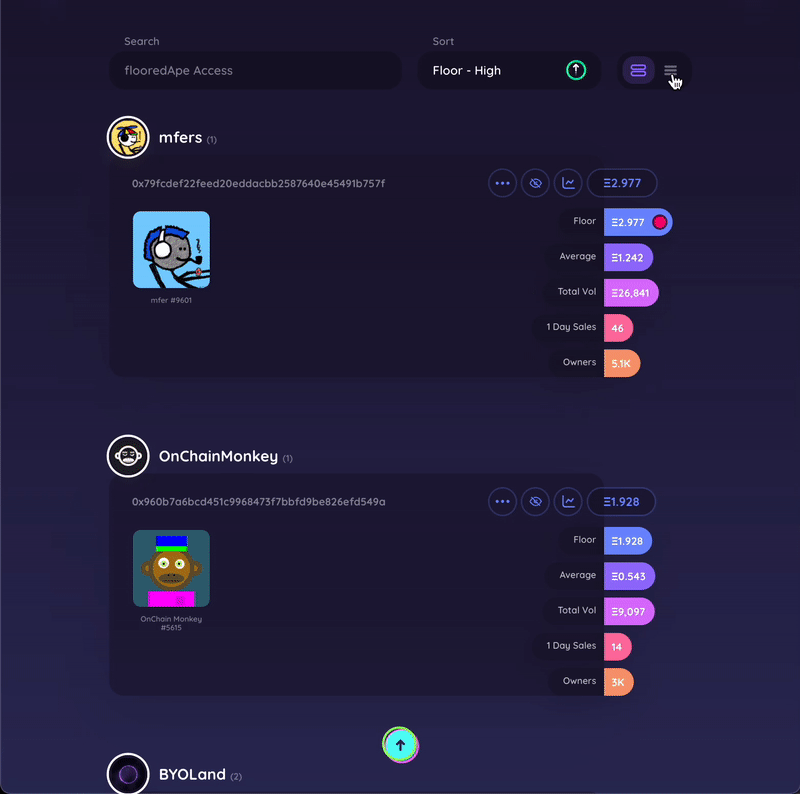 Search
Sort
flooredApe Access
Floor - High
mfers (1)
0x79fcdef22feed20eddacbb2587640e45491b757f
Ξ2.977
Floor
Ξ2.977
Average
Ξ1.242
Total Vol
Ξ26,841
1 Day Sales
46
Owners
5.1K
mfer #9601
OnChainMonkey (1)
0x960b7a6bcd451c9968473f7bbfd9be826efd549a
Ξ1.928
Floor
Ξ1.928
Average
Ξ0.543
Total Vol
Ξ9,097
1 Day Sales
14
Owners
3K
OnChain Monkey
#5615
BYOLand (2)